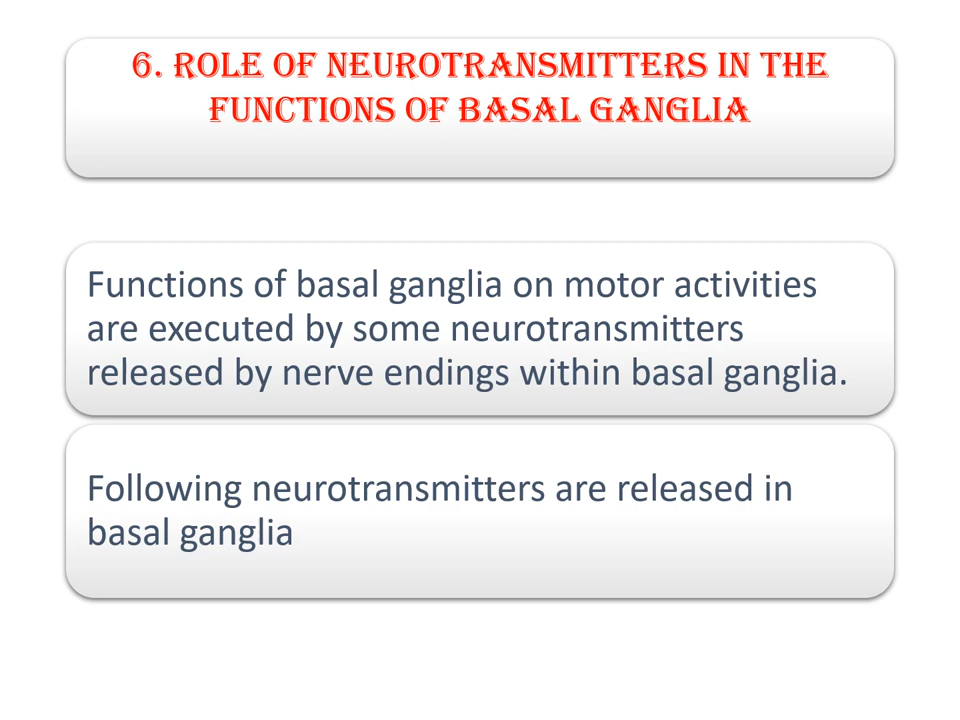 6. ROLE OF NEUROTRANSMITTERS IN THE
FUNCTIONS OF BASAL GANGLIA
Functions of basal ganglia on motor activities
are executed by some neurotransmitters
released by nerve endings within basal ganglia.
Following neurotransmitters are released in
basal ganglia